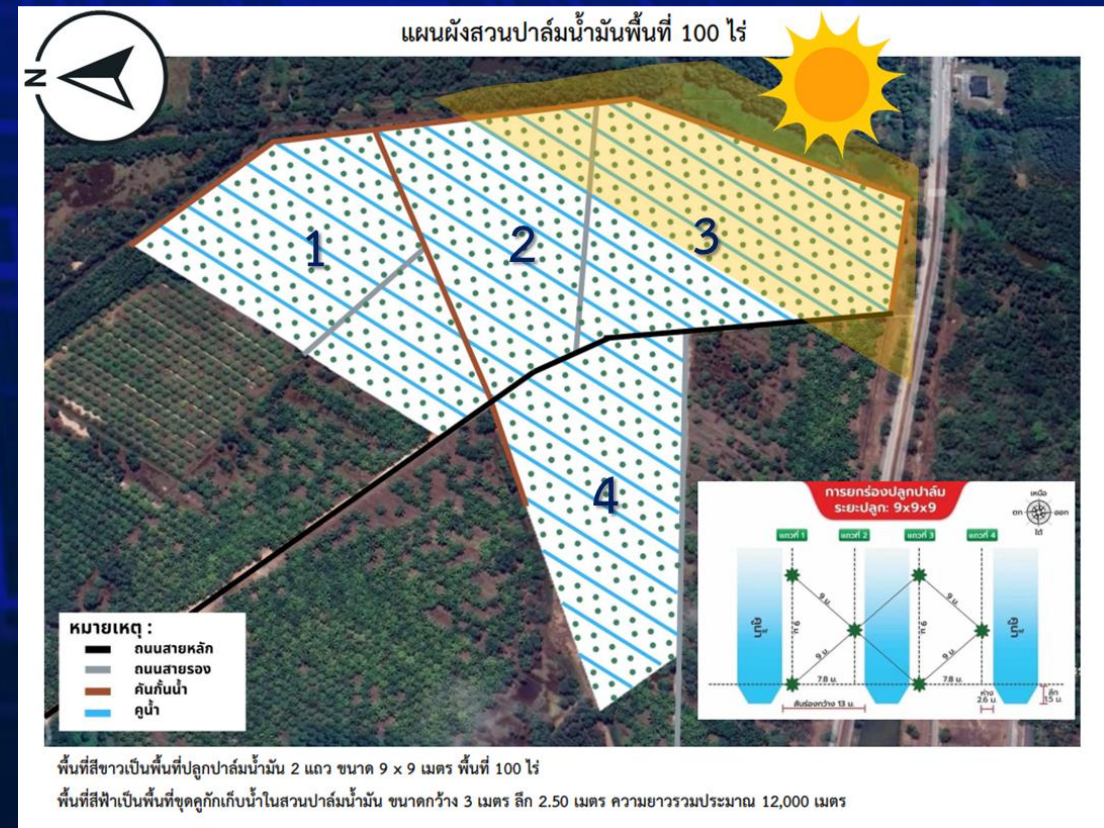 แผนผังสวนปาล์มน้ำมันพื้นที่ 100 ไร่
N
1
2
3
4
การยกร่องปลูกปาล์ม
ระยะปลูก: 9x9x9
เหนือ
ตก
ออก
ใต้
แถวที่ 1
แถวที่ 2
แถวที่ 3
แถวที่ 4
9 ม.
9 ม.
คูน้ำ
9 ม.
9 ม.
คูน้ำ
9 ม.
9 ม.
7.8 ม.
7.8 ม.
สันร่องกว้าง 13 ม.
ห่าง
2.6 ม.
ลึก
1.5 ม.
หมายเหตุ :
ถนนสายหลัก
ถนนสายรอง
คันกั้นน้ำ
คูน้ำ
พื้นที่สีขาวเป็นพื้นที่ปลูกปาล์มน้ำมัน 2 แถว ขนาด 9 x 9 เมตร พื้นที่ 100 ไร่
พื้นที่สีฟ้าเป็นพื้นที่ขุดคูกักเก็บน้ำในสวนปาล์มน้ำมัน ขนาดกว้าง 3 เมตร ลึก 2.50 เมตร ความยาวรวมประมาณ 12,000 เมตร